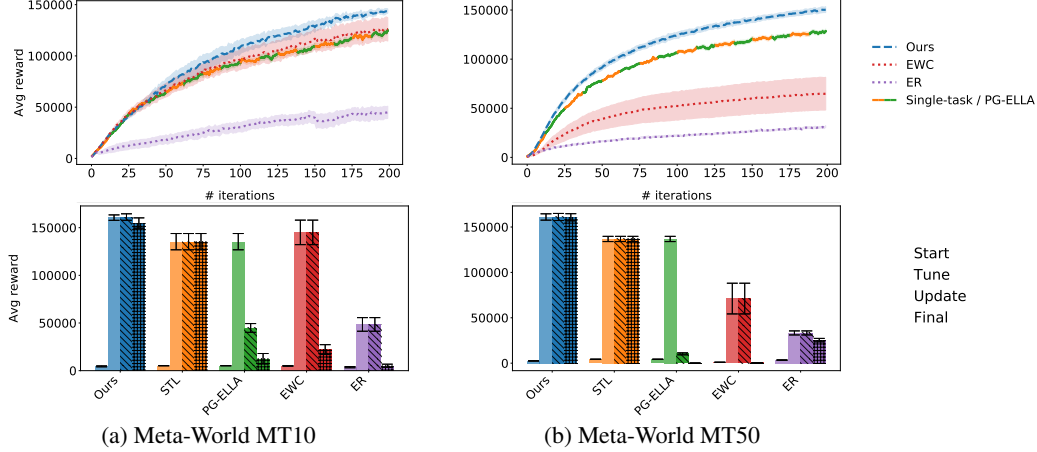 150000
100000
50000
0
Avg reward
0 25 50 75 100 125 150 175 200
# iterations
150000
100000
50000
0
0 25 50 75 100 125 150 175 200
# iterations
Ours
EWC
ER
Single-task / PG-ELLA
150000
100000
50000
0
Avg reward
Ours STL PG-ELLA EWC ER
150000
100000
50000
0
Ours STL PG-ELLA EWC ER
Start
Tune
Update
Final
(a) Meta-World MT10
(b) Meta-World MT50